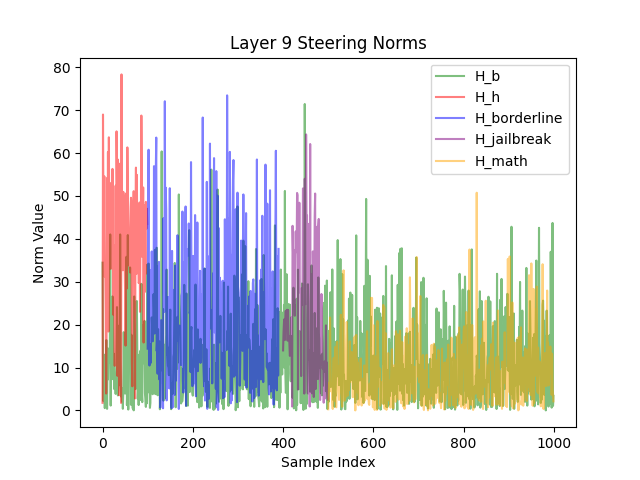 Layer 9 Steering Norms
80
70
60
50
40
30
20
10
0
Norm Value
H_b
H_h
H_borderline
H_jailbreak
H_math
0 200 400 600 800 1000
Sample Index